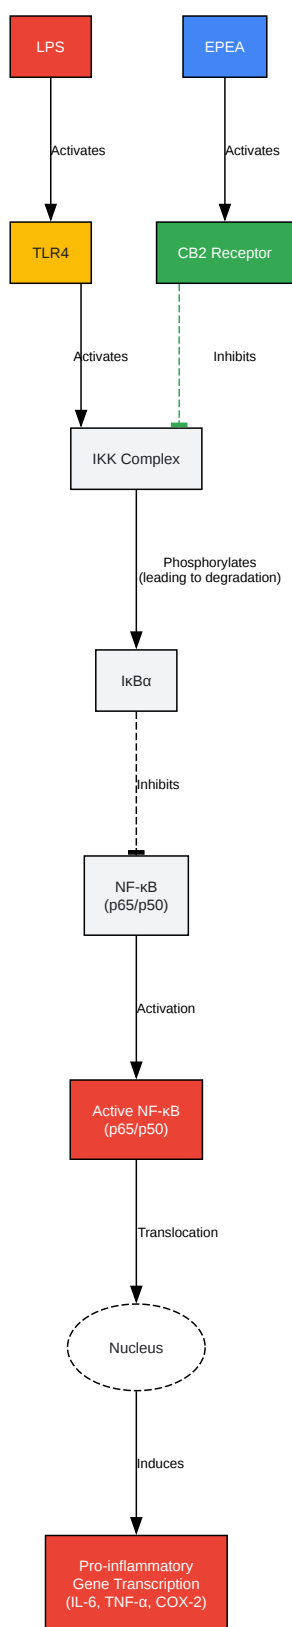 LPS
EPEA
Activates
Activates
TLR4
CB2 Receptor
Activates
Inhibits
IKK Complex
Phosphorylates
(leading to degradation)
IκBα
Inhibits
NF-κB
(p65/p50)
Activation
Active NF-κB
(p65/p50)
Translocation
Nucleus
Induces
Pro-inflammatory
Gene Transcription
(IL-6, TNF-α, COX-2)